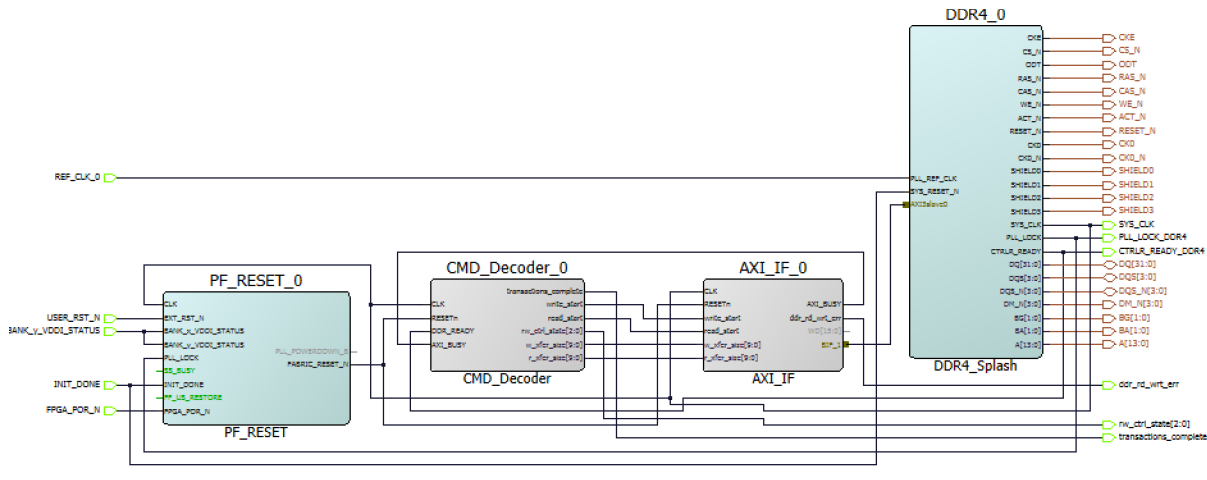 DDR4_0
CKE
CS_N
ODT
RAS_N
CAS_N
WE_N
ACT_N
RESET_N
CK0
CK0_N
SHIELD0
SHIELD1
SHIELD2
SHIELD3
SYS_CLK
PLL_LOCK
CTRLR_READY
DQ[31:0]
DQS[3:0]
DQS_N[3:0]
DM_N[3:0]
BG[1:0]
BA[1:0]
A[13:0]
PLL_REF_CLK
SYS_RESET_N
AXI3slave0
DDR4_Splash
CKE
CS_N
ODT
RAS_N
CAS_N
WE_N
ACT_N
RESET_N
CK0
CK0_N
SHIELD0
SHIELD1
SHIELD2
SHIELD3
SYS_CLK
PLL_LOCK_DDR4
CTRLR_READY_DDR4
DQ[31:0]
DQS[3:0]
DQS_N[3:0]
DM_N[3:0]
BG[1:0]
BA[1:0]
A[13:0]
ddr_rd_wrt_err
rw_ctrl_state[2:0]
transactions_complete
REF_CLK_0
USER_RST_N
BANK_y_VDDI_STATUS
INIT_DONE
FPGA_POR_N
PF_RESET_0
CLK
EXT_RST_N
BANK_x_VDDI_STATUS
BANK_y_VDDI_STATUS
PLL_LOCK
SS_BUSY
INIT_DONE
FF_US_RESTORE
FPGA_POR_N
PLL_POWERDOWN_B
FABRIC_RESET_N
PF_RESET
CMD_Decoder_0
CLK
RESETn
DDR_READY
AXI_BUSY
transactions_complete
write_start
read_start
rw_ctrl_state[2:0]
w_xfer_size[9:0]
r_xfer_size[9:0]
CMD_Decoder
AXI_IF_0
CLK
RESETn
write_start
read_start
w_xfer_size[9:0]
r_xfer_size[9:0]
AXI_BUSY
ddr_rd_wrt_err
BIF_1
AXI_IF